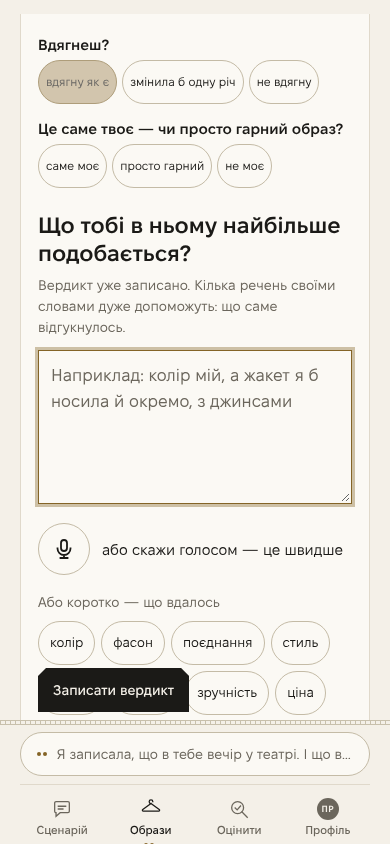 Вдягнеш?
вдягну як є
змінила б одну річ
не вдягну
Це саме твоє — чи просто гарний образ?
саме моє
просто гарний
не моє
Що тобі в ньому найбільше
подобається?
Вердикт уже записано. Кілька речень своїми
словами дуже допоможуть: що саме
відгукнулось.
Наприклад: колір мій, а жакет я б
носила й окремо, з джинсами
або скажи голосом — це швидше
Або коротко — що вдалось
колір
фасон
поєднання
стиль
Записати вердикт
зручність
ціна
Я записала, що в тебе вечір у театрі. І що в...
Сценарій
Образи
Оцінити
ПР
Профіль